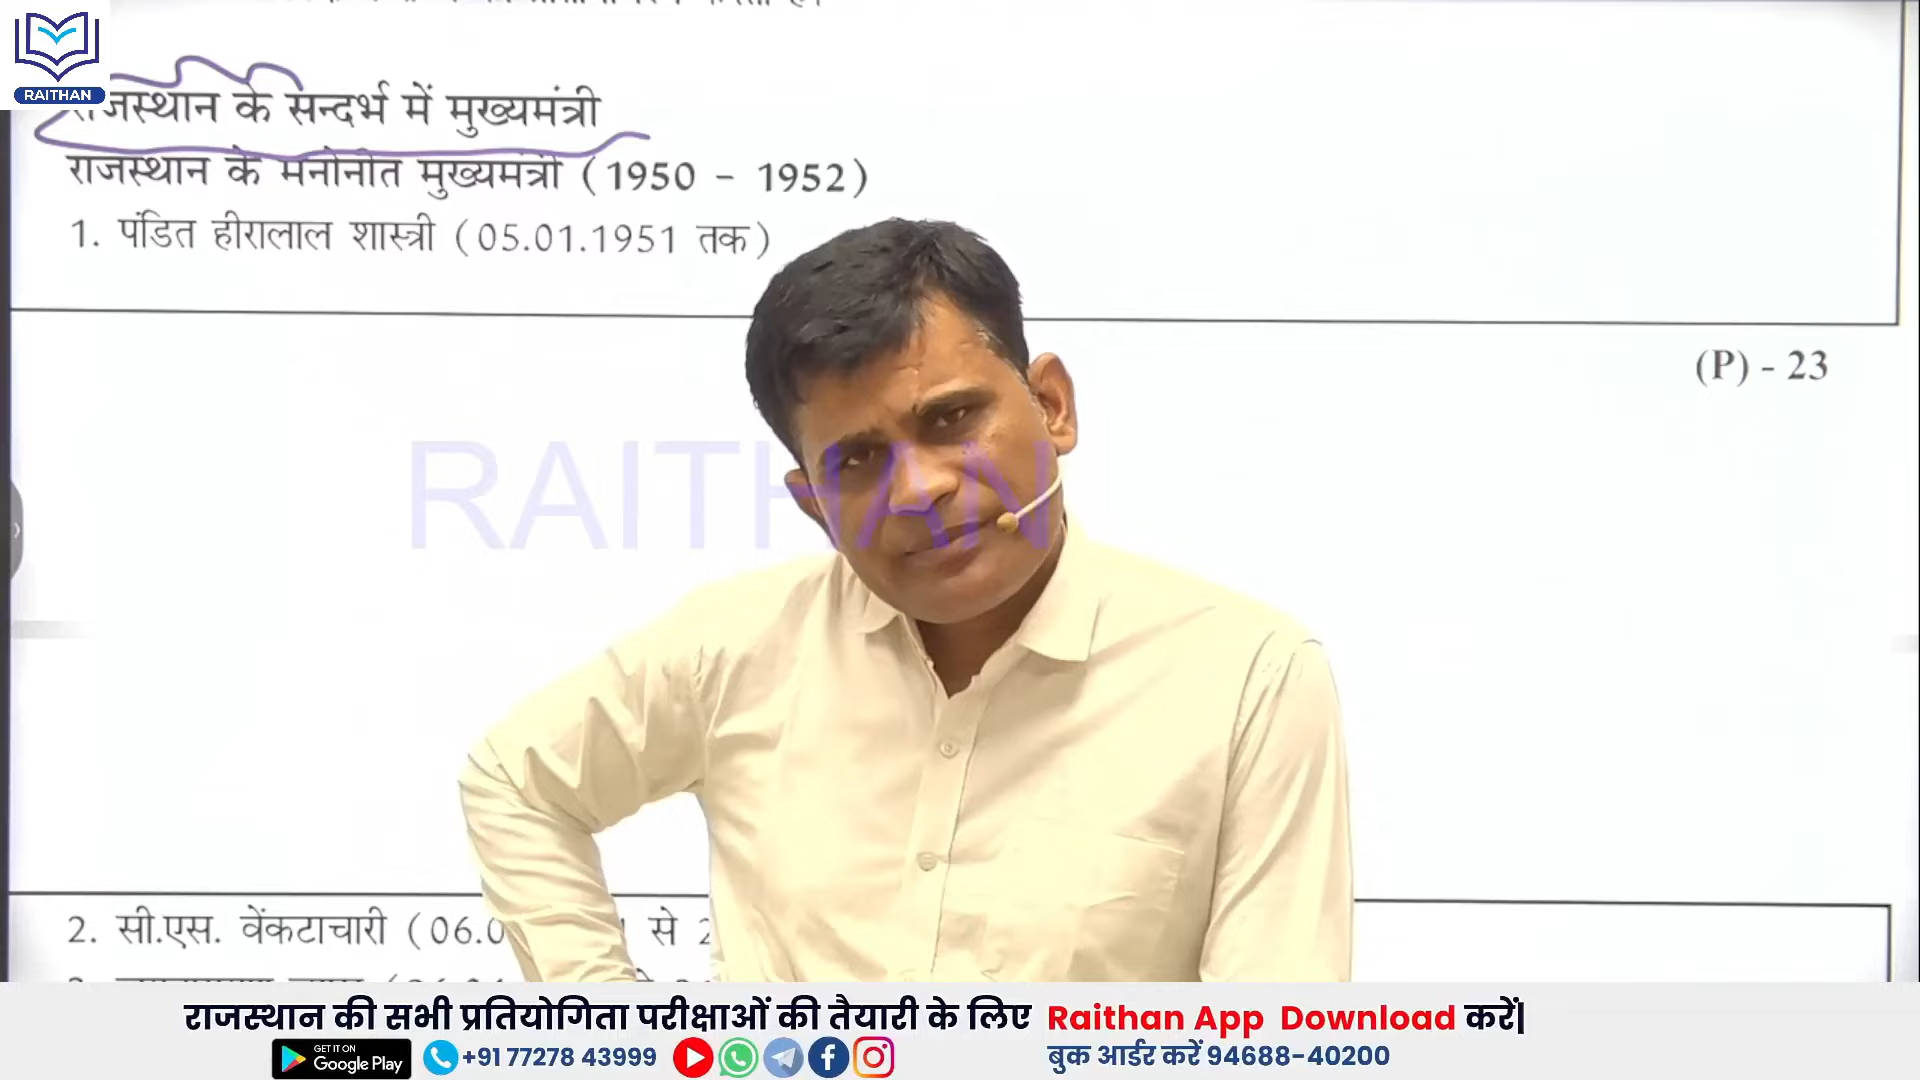 RAITHAN
राजस्थान के सन्दर्भ में मुख्यमंत्री
राजस्थान के मनोनीत मुख्यमंत्री (1950 - 1952)
1. पंडित हीरालाल शास्त्री (05.01.1951 तक)
(P) - 23
RAITHAN
2. सी.एस. वेंकटाचारी (06.0 से
राजस्थान की सभी प्रतियोगिता परीक्षाओं की तैयारी के लिए Raithan App Download करें|
GET IT ON
Google Play
+91 77278 43999
बुक आर्डर करें 94688-40200